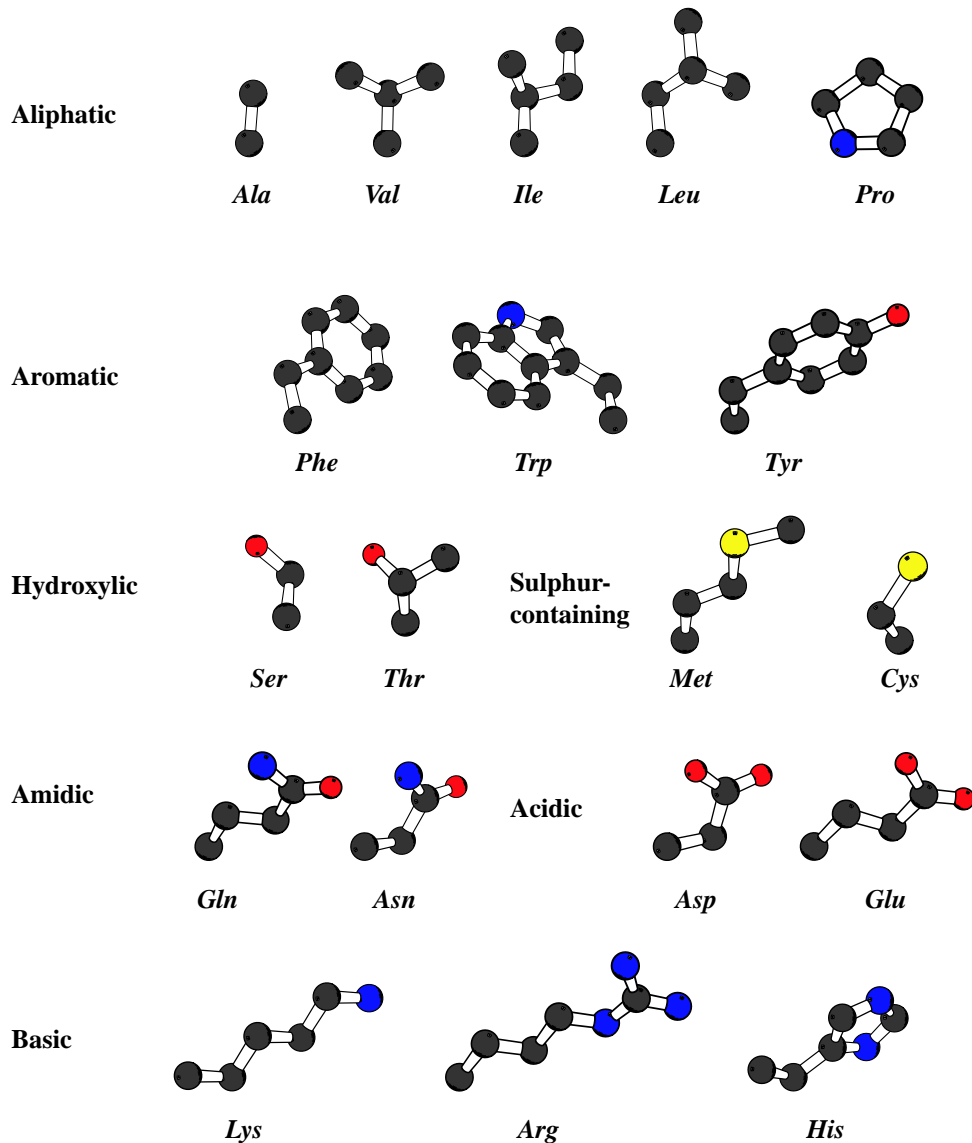 Aliphatic
Ala Val Ile Leu Pro
Aromatic
Phe Trp Tyr
Hydroxylic
Ser Thr
Sulphur-
containing
Met Cys
Amidic
Gln Asn
Acidic
Asp Glu
Basic
Lys Arg His